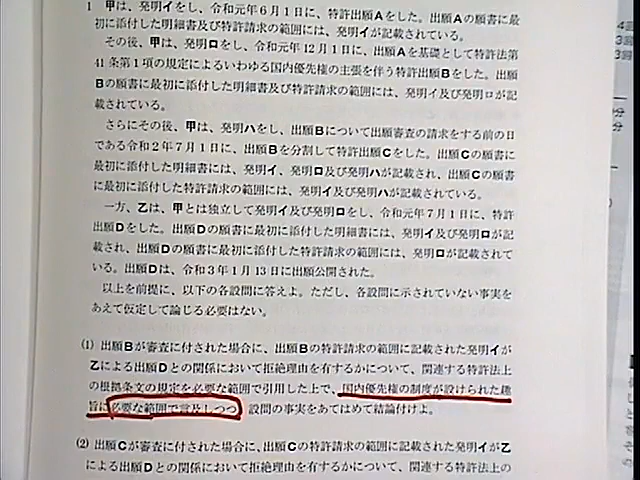 1 甲は、発明イをし、令和元年6月1日に、特許出願Aをした。出願Aの願書に最
初に添付した明細書及び特許請求の範囲には、発明イが記載されている。
その後、甲は、発明ロをし、令和元年12月1日に、出願Aを基礎として特許法第
41条第1項の規定によるいわゆる国内優先権の主張を伴う特許出願Bをした。出願
Bの願書に最初に添付した明細書及び特許請求の範囲には、発明イ及び発明ロが記
載されている。
さらにその後、甲は、発明ハをし、出願Bについて出願審査の請求をする前の日
である令和2年7月1日に、出願Bを分割して特許出願Cをした。出願Cの願書に
最初に添付した明細書には、発明イ、発明ロ及び発明ハが記載され、出願Cの願書
に最初に添付した特許請求の範囲には、発明イ及び発明ハが記載されている。
一方、乙は、甲とは独立して発明イ及び発明ロをし、令和元年7月1日に、特許
出願Dをした。出願Dの願書に最初に添付した明細書には、発明イ及び発明ロが記
載され、出願Dの願書に最初に添付した特許請求の範囲には、発明ロが記載されて
いる。出願Dは、令和3年1月13日に出願公開された。
以上を前提に、以下の各設問に答えよ。ただし、各設問に示されていない事実を
あえて仮定して論じる必要はない。
(1) 出願Bが審査に付された場合に、出願Bの特許請求の範囲に記載された発明イが
乙による出願Dとの関係において拒絶理由を有するかについて、関連する特許法上
の根拠条文の規定を必要な範囲で引用した上で、国内優先権の制度が設けられた趣
旨に必要な範囲で言及しつつ、設問の事実をあてはめて結論付けよ。
(2) 出願Cが審査に付された場合に、出願Cの特許請求の範囲に記載された発明イが乙
による出願Dとの関係において拒絶理由を有するかについて、関連する特許法上の